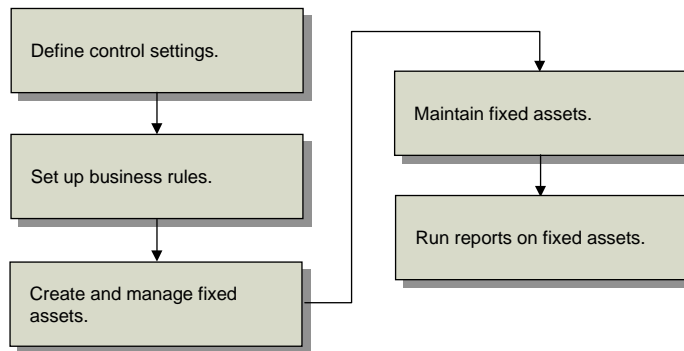 Define control settings.
Set up business rules.
Create and manage fixed
assets.
Maintain fixed assets.
Run reports on fixed assets.